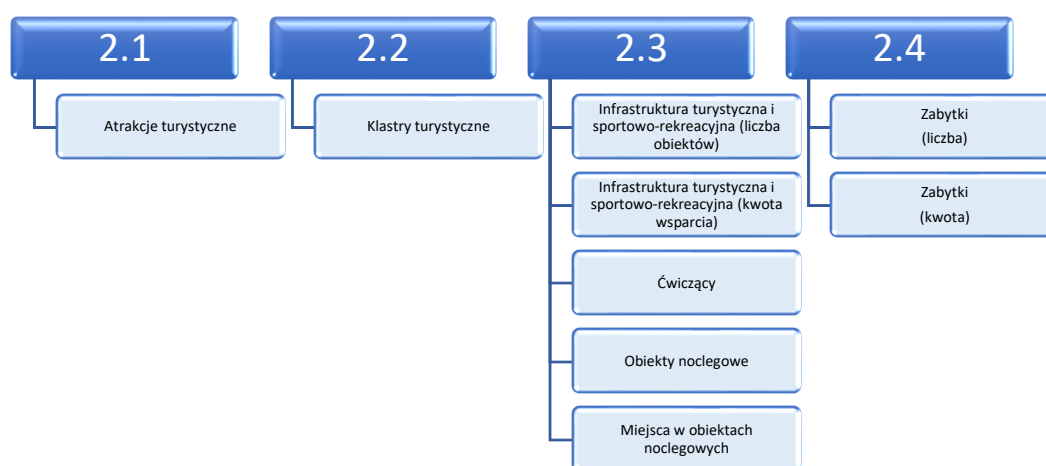 2.1
Atrakcje turystyczne
2.2
Klastry turystyczne
2.3
Infrastruktura turystyczna i
sportowo-rekreacyjna (liczba
obiektów)
Infrastruktura turystyczna i
sportowo-rekreacyjna (kwota
wsparcia)
Ćwiczący
Obiekty noclegowe
Miejsca w obiektach
noclegowych
2.4
Zabytki
(liczba)
Zabytki
(kwota)